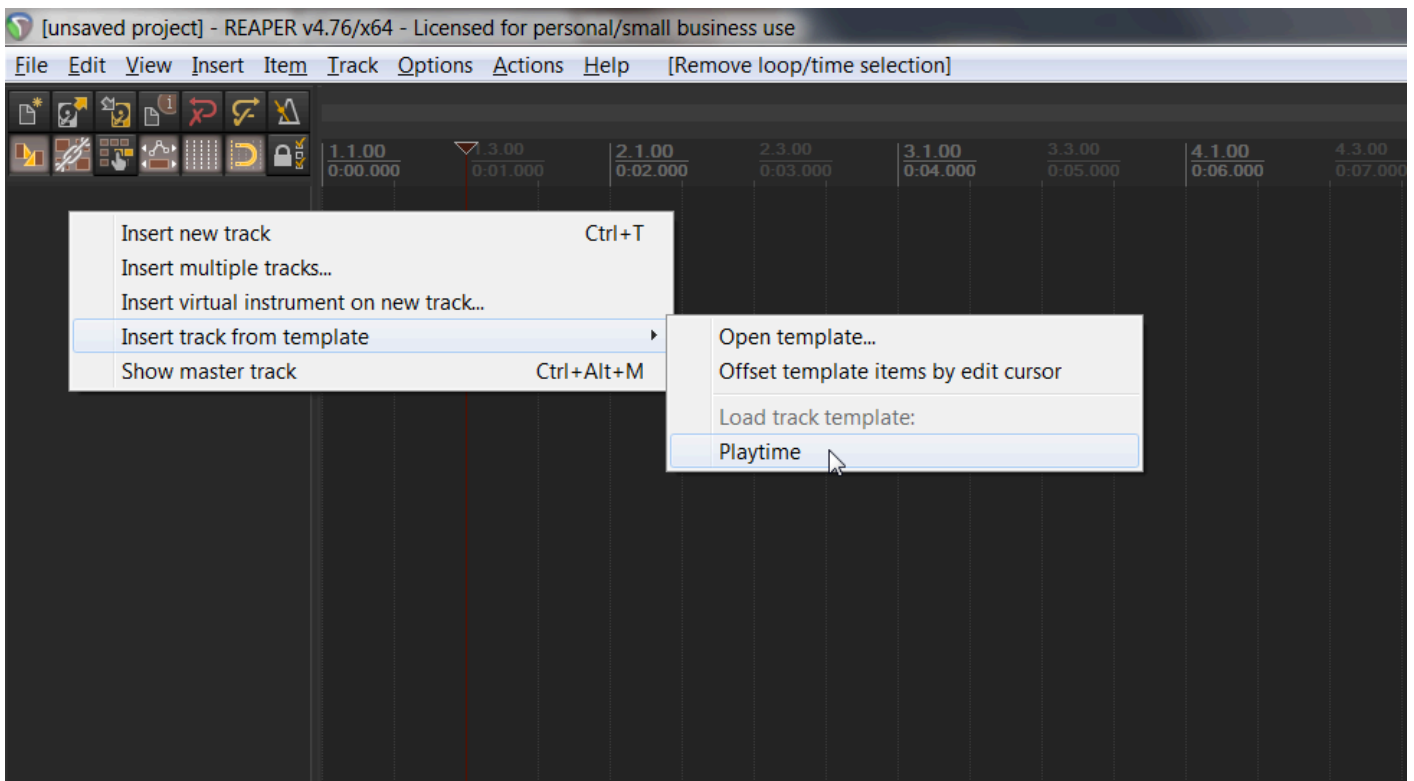 [unsaved project] - REAPER v4.76/x64 - Licensed for personal/small business use
File Edit View Insert Item Track Options Actions Help [Remove loop/time selection]
1.1.00 1.3.00 2.1.00 2.3.00 3.1.00 3.3.00 4.1.00 4.3.00
0:00.000 0:01.000 0:02.000 0:03.000 0:04.000 0:05.000 0:06.000 0:07.000
Insert new track Ctrl+T
Insert multiple tracks...
Insert virtual instrument on new track...
Insert track from template
Show master track Ctrl+Alt+M
Open template...
Offset template items by edit cursor
Load track template:
Playtime